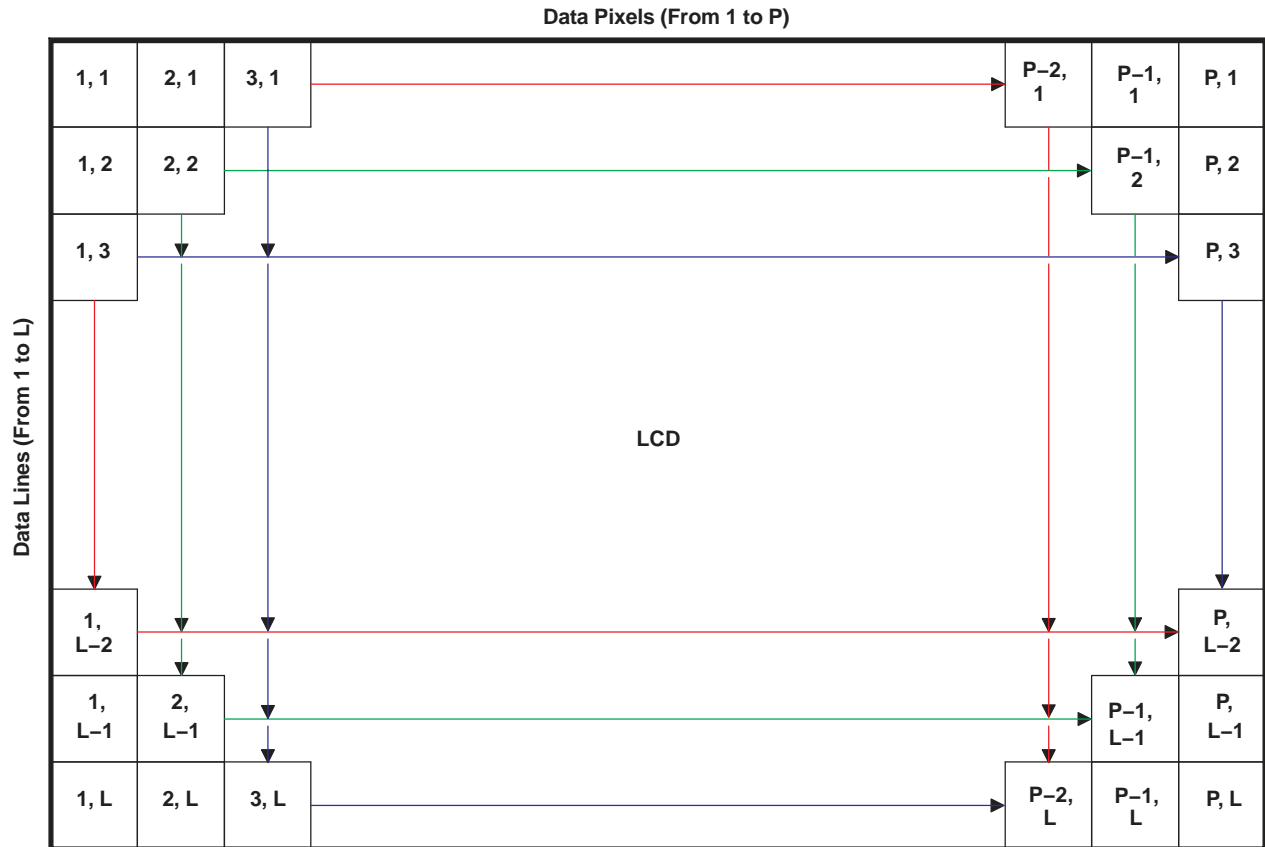 Data Pixels (From 1 to P)
1, 1
2, 1
3, 1
P−2,
1
P−1,
1
P, 1
1, 2
2, 2
P−1,
2
P, 2
1, 3
P, 3
Data Lines (From 1 to L)
LCD
1,
L−2
P,
L−2
1,
L−1
2,
L−1
P−1,
L−1
P,
L−1
1, L
2, L
3, L
P−2,
L
P−1,
L
P, L